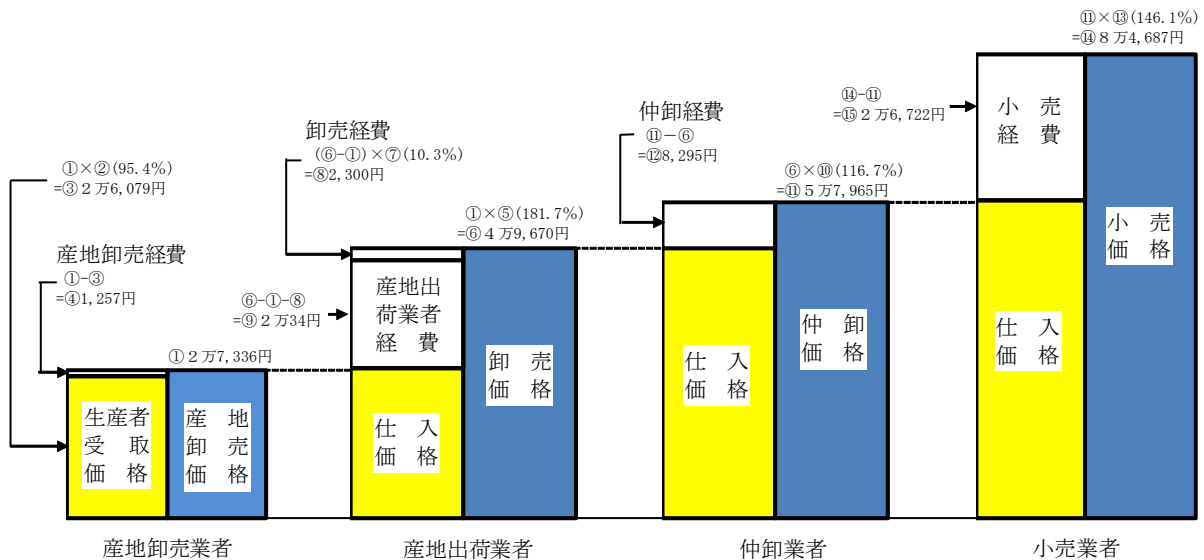 ①×②(95.4%)
=③２万6,079円
産地卸売経費
①-③
=④1,257円
①２万7,336円
生産者
受　取
価　格
産　地
卸　売
価　格
産地卸売業者
卸売経費
(⑥-①)×⑦(10.3%)
=⑧2,300円
⑥-①-⑧
=⑨２万34円
①×⑤(181.7%)
=⑥４万9,670円
産地出
荷業者
経　費
仕　入
価　格
卸　売
価　格
産地出荷業者
仲卸経費
⑪－⑥
=⑫8,295円
⑥×⑩(116.7%)
=⑪５万7,965円
仕　入
価　格
仲　卸
価　格
仲卸業者
⑭-⑪
=⑮２万6,722円
⑪×⑬(146.1%)
=⑭８万4,687円
小　売
経　費
仕　入
価　格
小　売
価　格
小売業者